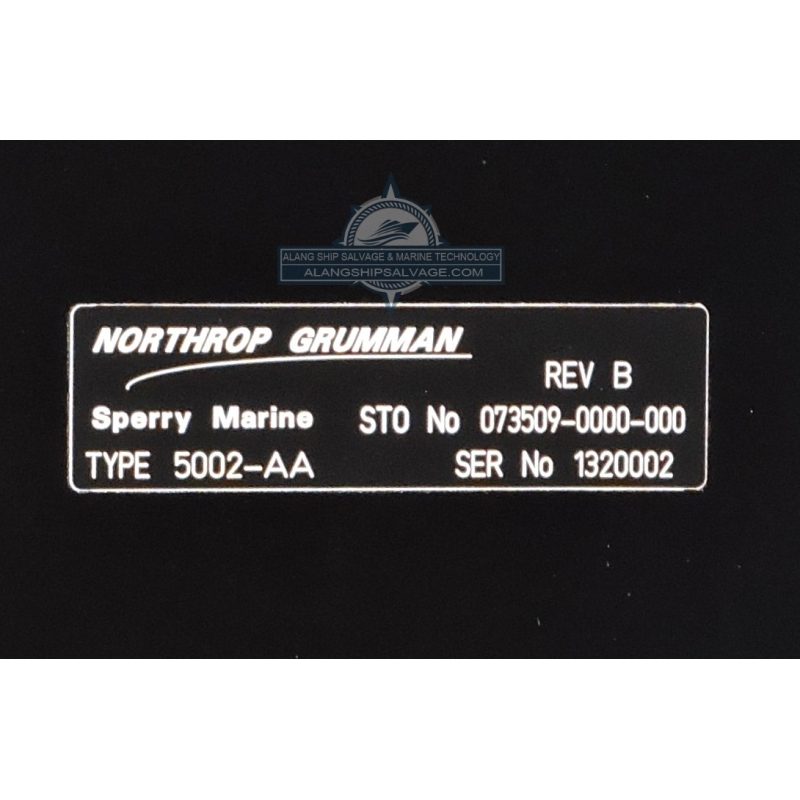 ALANG SHIP SALVAGE & MARINE TECHNOLOGY
ALANGSHIPSALVAGE.COM
NORTHROP GRUMMAN
REV B
Sperry Marine STO No 073509-0000-000
TYPE 5002-AA SER No 1320002